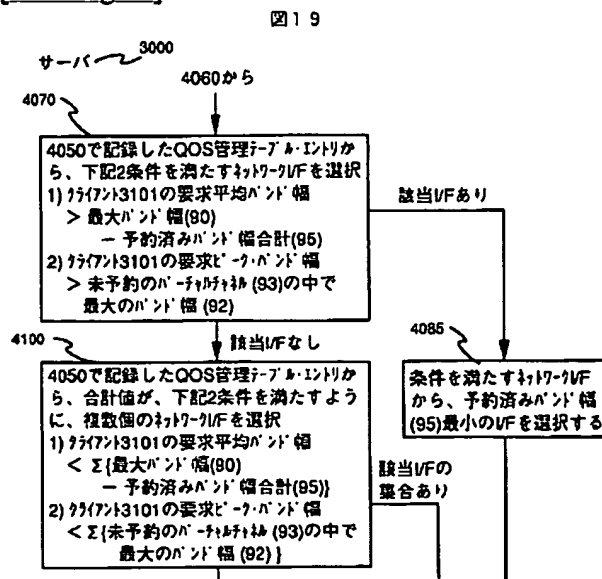 図19
サーバ 3000
4060から
4070
4050で記録したQOS管理テーブル・エントリか
ら、下記2条件を満たすネットワークI/Fを選択
1) クライアント3101の要求平均バンド幅
> 最大バンド幅(90)
− 予約済みバンド幅合計(95)
2) クライアント3101の要求ピーク・バンド幅
> 未予約のバーチャルチャネル(93)の中で
最大のバンド幅(92)
該当I/Fあり
該当I/Fなし
4100
4050で記録したQOS管理テーブル・エントリか
ら、合計値が、下記2条件を満たすよう
に、複数個のネットワークI/Fを選択
1) クライアント3101の要求平均バンド幅
< Σ{最大バンド幅(90)
− 予約済みバンド幅合計(95)}
2) クライアント3101の要求ピーク・バンド幅
< Σ{未予約のバーチャルチャネル(93)の中で
最大のバンド幅(92) }
4085
条件を満たすネットワークI/F
から、予約済みバンド幅
(95)最小のI/Fを選択する
該当I/Fの
集合あり